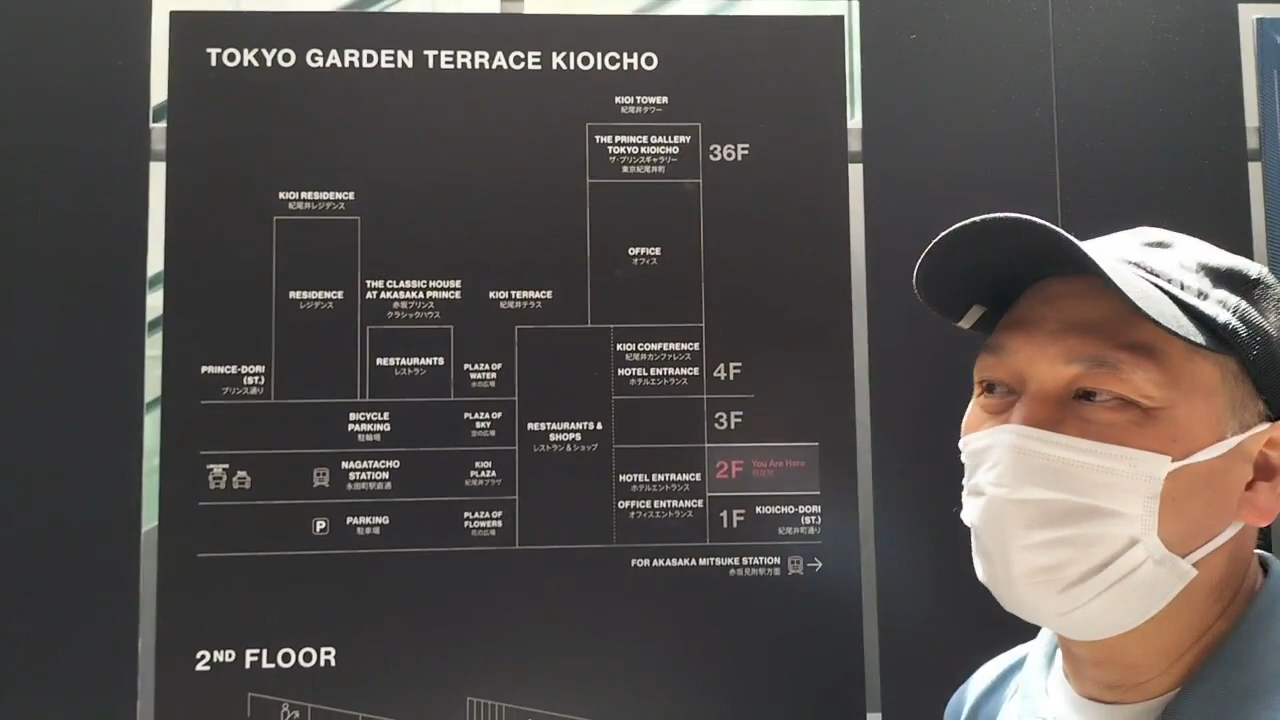 TOKYO GARDEN TERRACE KIOICHO
KIOI TOWER
紀尾井タワー
THE PRINCE GALLERY
TOKYO KIOICHO
ザ・プリンスギャラリー
東京紀尾井町
36F
KIOI RESIDENCE
紀尾井レジデンス
OFFICE
オフィス
RESIDENCE
レジデンス
THE CLASSIC HOUSE
AT AKASAKA PRINCE
赤坂プリンス
クラシックハウス
KIOI TERRACE
紀尾井テラス
RESTAURANTS
レストラン
KIOI CONFERENCE
紀尾井カンファレンス
HOTEL ENTRANCE
ホテルエントランス
4F
PRINCE-DORI
(ST.)
プリンス通り
PLAZA OF
WATER
水の広場
BICYCLE
PARKING
駐輪場
PLAZA OF
SKY
空の広場
RESTAURANTS &
SHOPS
レストラン & ショップ
3F
NAGATACHO
STATION
永田町駅直通
KIOI
PLAZA
紀尾井プラザ
HOTEL ENTRANCE
ホテルエントランス
2F
You Are Here
現在地
P
PARKING
駐車場
PLAZA OF
FLOWERS
花の広場
OFFICE ENTRANCE
オフィスエントランス
1F
KIOICHO-DORI
(ST.)
紀尾井町通り
FOR AKASAKA MITSUKE STATION
赤坂見附駅方面
2ND FLOOR